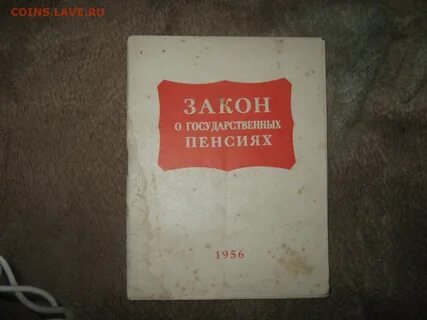 COINS.LAVE.RU
ЗАКОН
О ГОСУДАРСТВЕННЫХ
ПЕНСИЯХ
1956